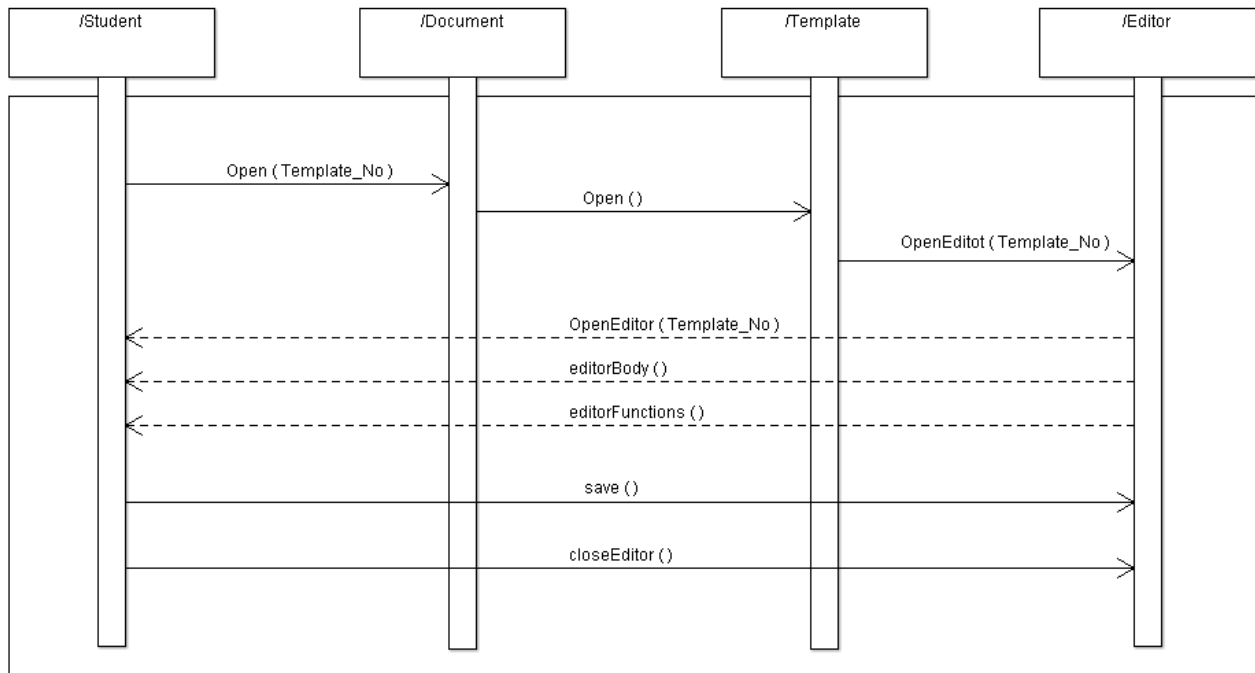 /Student
/Document
/Template
/Editor
Open ( Template_No )
Open ( )
OpenEditot ( Template_No )
OpenEditor ( Template_No )
editorBody ( )
editorFunctions ( )
save ( )
closeEditor ( )